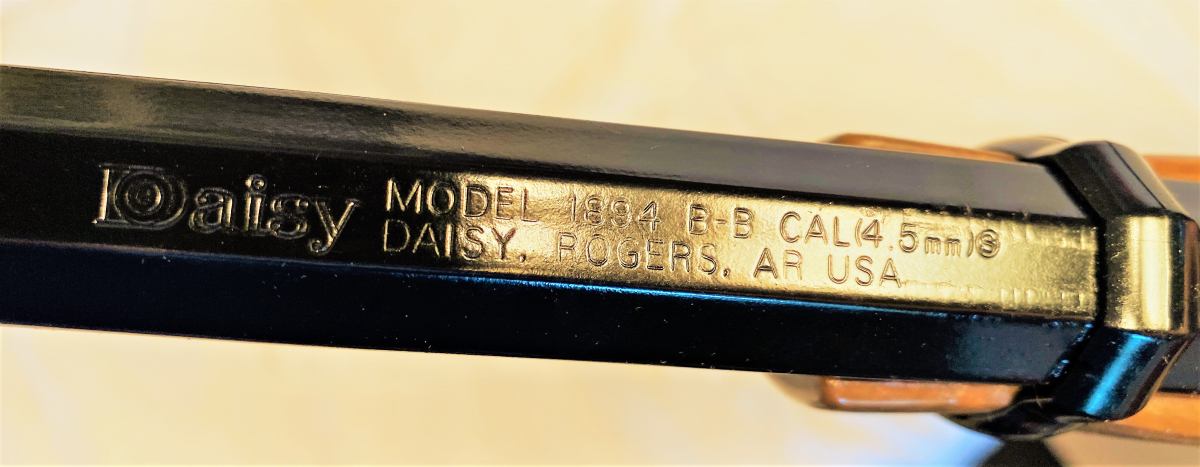 Daisy
MODEL 1894 B-B CAL(4.5mm)Ⓢ
DAISY, ROGERS, AR USA